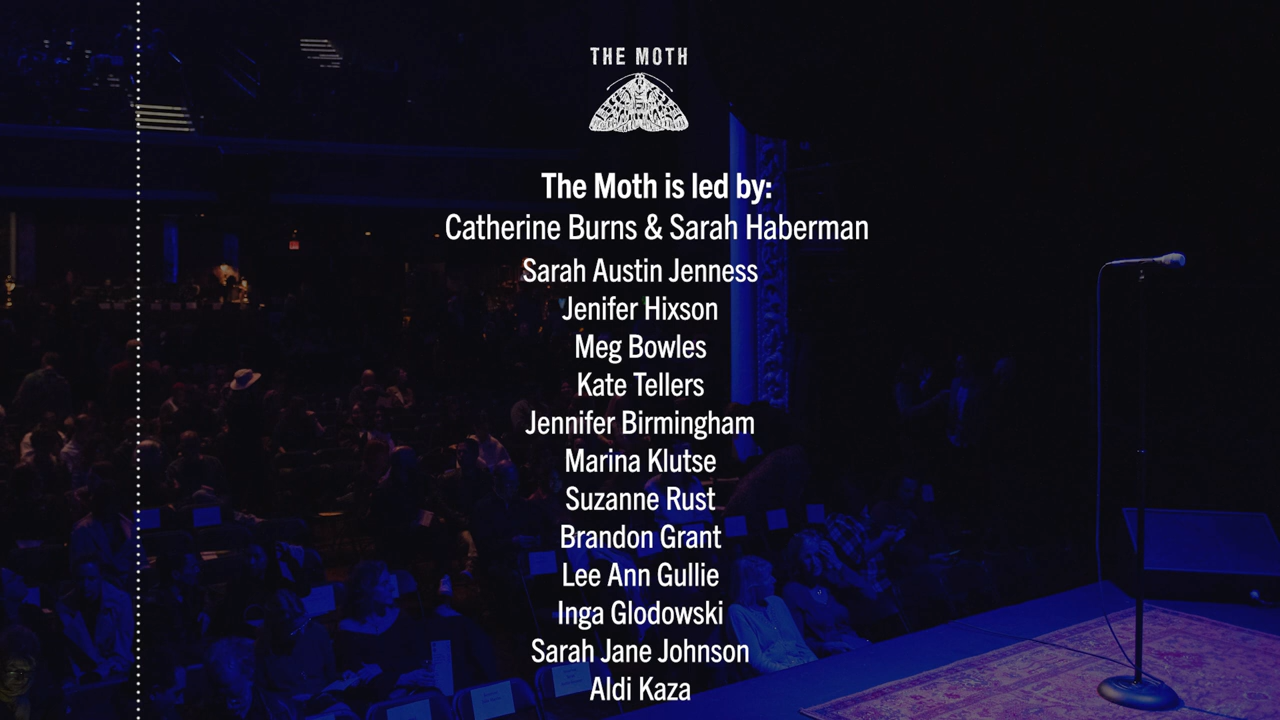 THE MOTH
The Moth is led by:
Catherine Burns & Sarah Haberman
Sarah Austin Jenness
Jenifer Hixson
Meg Bowles
Kate Tellers
Jennifer Birmingham
Marina Klutse
Suzanne Rust
Brandon Grant
Lee Ann Gullie
Inga Glodowski
Sarah Jane Johnson
Aldi Kaza